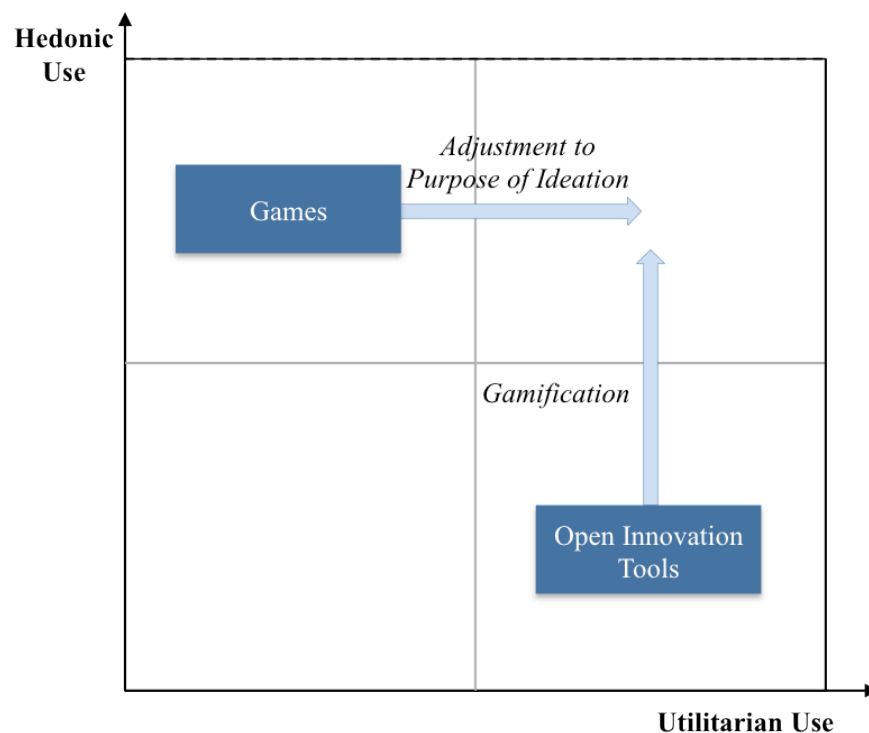 Hedonic
Use
Adjustment to
Purpose of Ideation
Games
Gamification
Open Innovation
Tools
Utilitarian Use